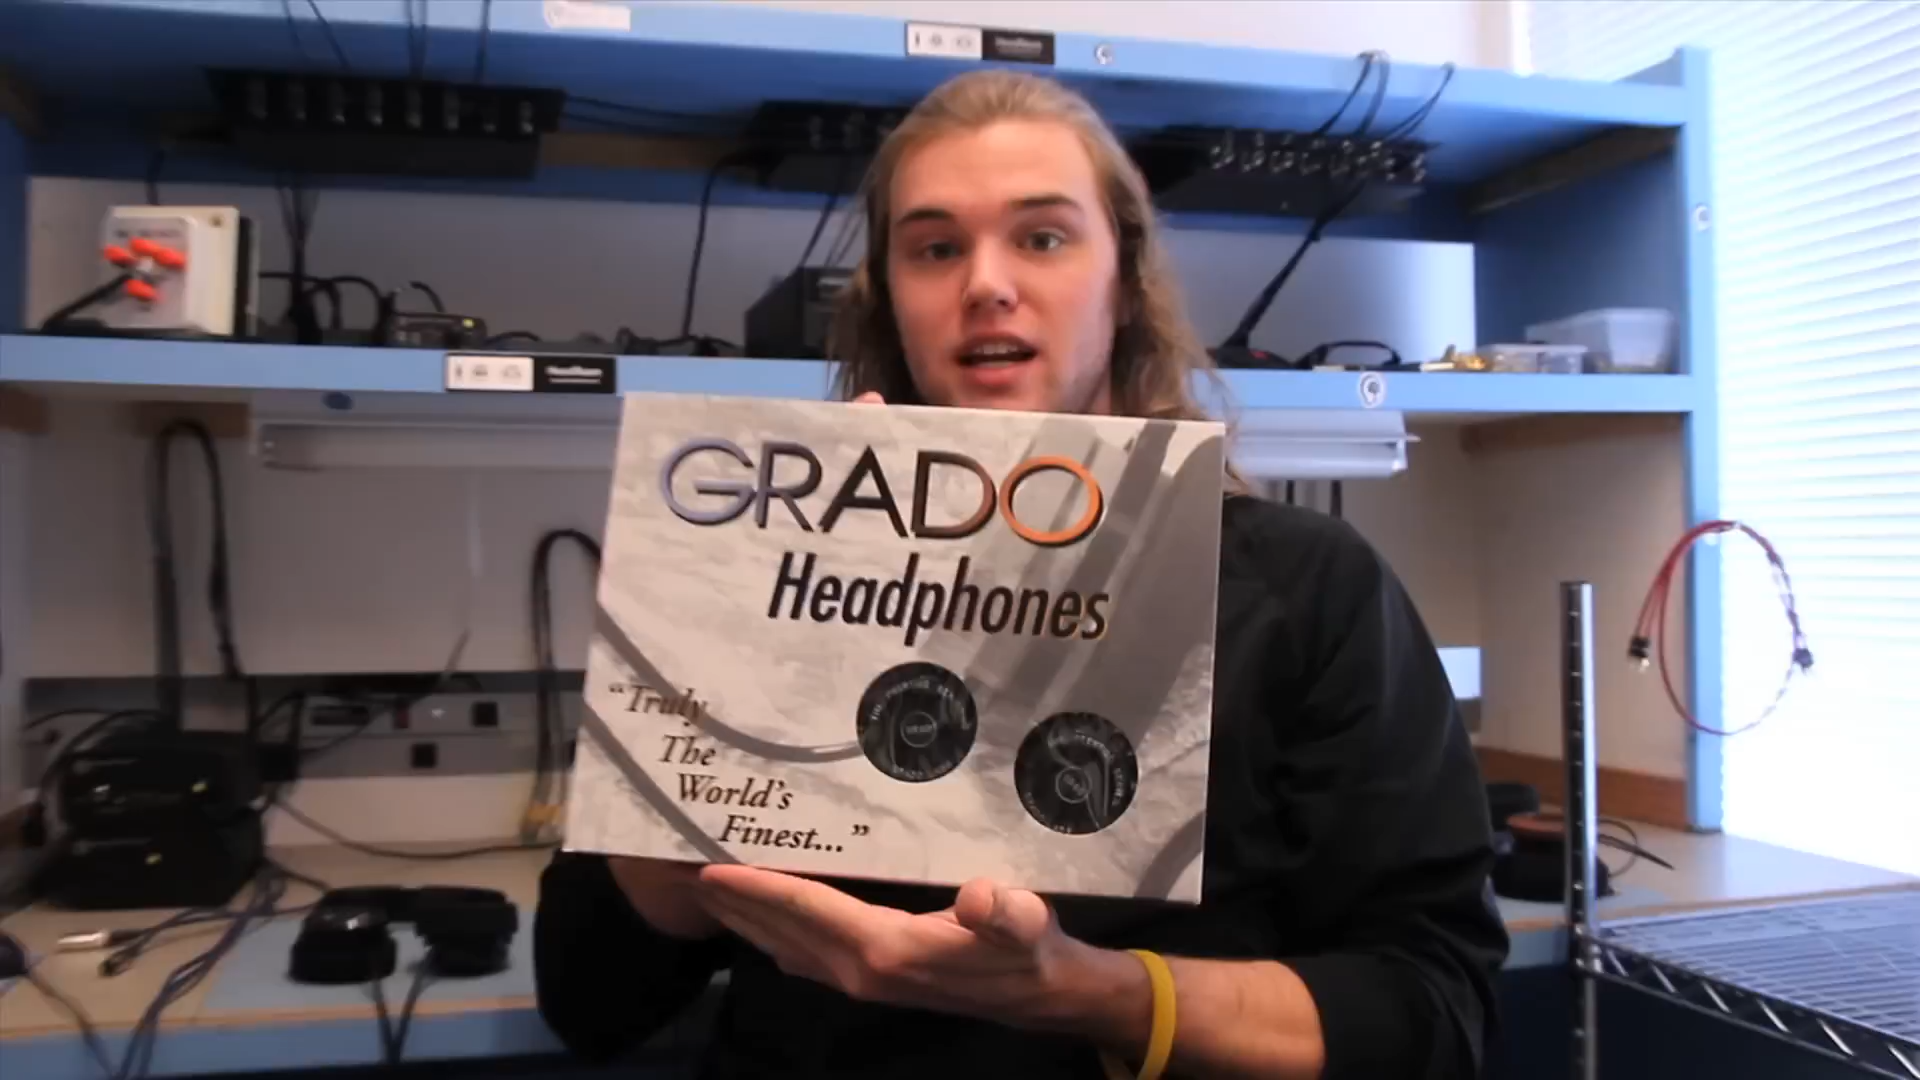 GRADO
Headphones
“Truly
The
World’s
Finest...”